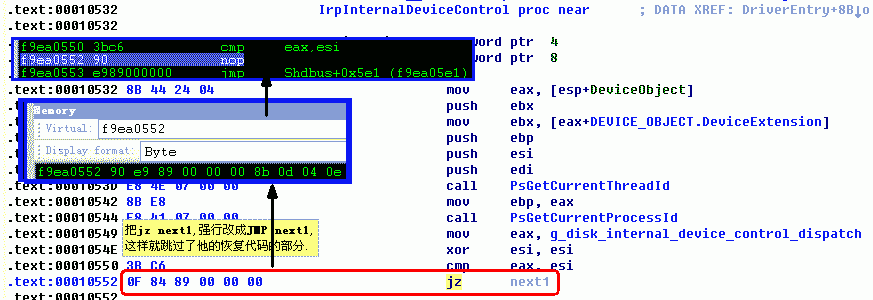 .text:00010532 IrpInternalDeviceControl proc near ; DATA XREF: DriverEntry+8B↓o
.text:00010532
f9ea0550 3bc6 cmp eax,esi
f9ea0552 90 nop
f9ea0553 e989000000 jmp Shdbus+0x5e1 (f9ea05e1)
word ptr 4
word ptr 8
.text:00010532
.text:00010532 8B 44 24 04 mov eax, [esp+DeviceObject]
push ebx
mov ebx, [eax+DEVICE_OBJECT.DeviceExtension]
push ebp
push esi
push edi
Memory
Virtual: f9ea0552
Display format: Byte
f9ea0552 90 e9 89 00 00 00 8b 0d 04 0e
.text:0001053D E8 4E 07 00 00 call PsGetCurrentThreadId
.text:00010542 8B E8 mov ebp, eax
.text:00010544 E8 41 07 00 00 call PsGetCurrentProcessId
.text:00010549 mov eax, g_disk_internal_device_control_dispatch
.text:0001054E xor esi, esi
把jz next1,强行改成JMP next1,
这样就跳过了他的恢复代码的部分.
.text:00010550 3B C6 cmp eax, esi
.text:00010552 0F 84 89 00 00 00 jz next1
.text:00010552